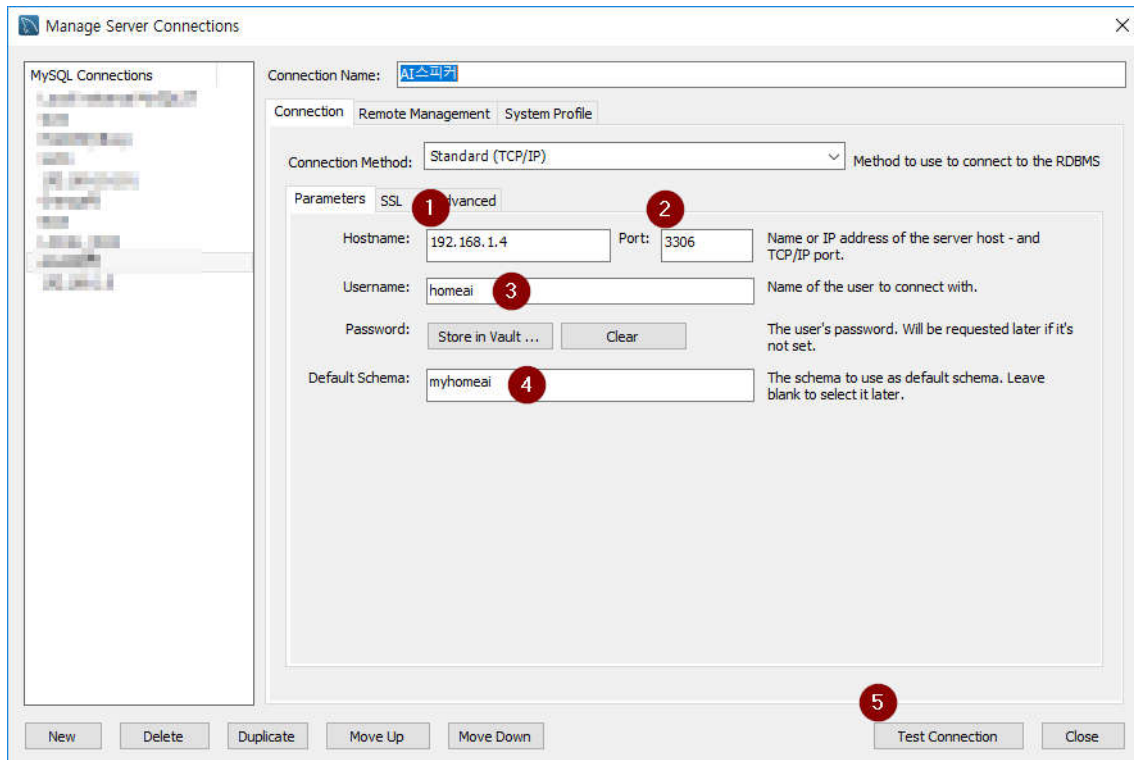 Manage Server Connections
MySQL Connections
Connection Name: AI스피커
Connection Remote Management System Profile
Connection Method: Standard (TCP/IP) Method to use to connect to the RDBMS
Parameters SSL dvanced
1 2
Hostname: 192.168.1.4 Port: 3306 Name or IP address of the server host - and
TCP/IP port.
Username: homeai 3 Name of the user to connect with.
Password: Store in Vault ... Clear The user's password. Will be requested later if it's
not set.
Default Schema: myhomeai 4 The schema to use as default schema. Leave
blank to select it later.
5
New Delete Duplicate Move Up Move Down Test Connection Close